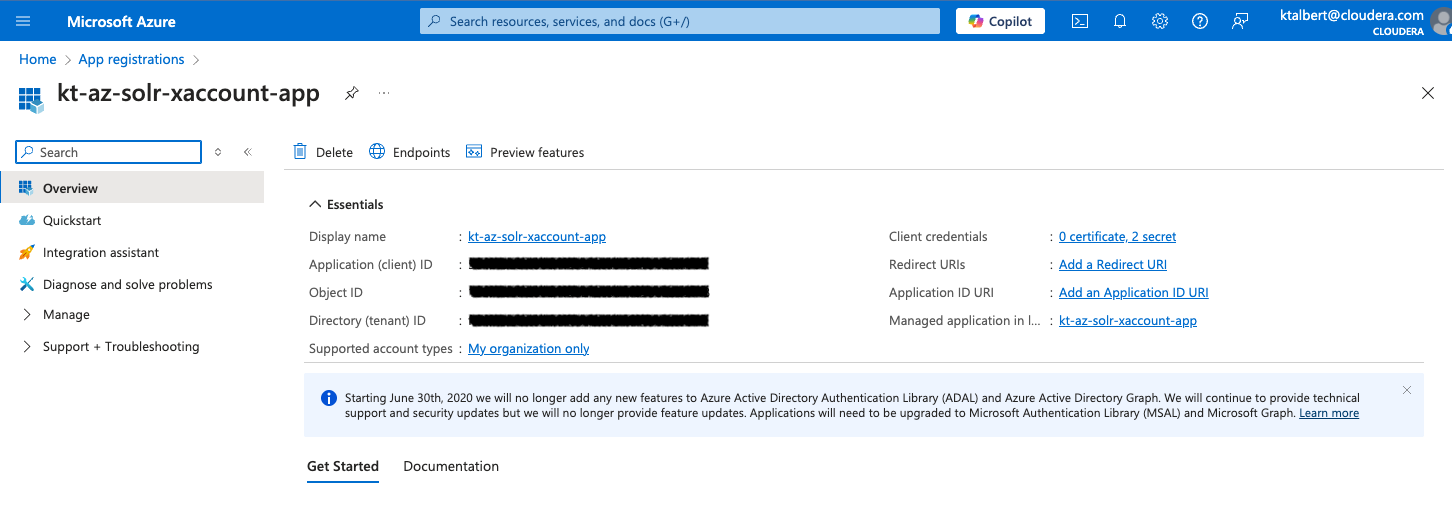 Microsoft Azure
Search resources, services, and docs (G+/)
Copilot
ktalbert@cloudera.com
CLOUDERA
Home > App registrations >
kt-az-solr-xaccount-app
Search
Delete
Endpoints
Preview features
Overview
Quickstart
Integration assistant
Diagnose and solve problems
Manage
Support + Troubleshooting
Essentials
Display name : kt-az-solr-xaccount-app
Application (client) ID :
Object ID :
Directory (tenant) ID :
Supported account types : My organization only
Client credentials : 0 certificate, 2 secret
Redirect URIs : Add a Redirect URI
Application ID URI : Add an Application ID URI
Managed application in l... : kt-az-solr-xaccount-app
Starting June 30th, 2020 we will no longer add any new features to Azure Active Directory Authentication Library (ADAL) and Azure Active Directory Graph. We will continue to provide technical
support and security updates but we will no longer provide feature updates. Applications will need to be upgraded to Microsoft Authentication Library (MSAL) and Microsoft Graph. Learn more
Get Started
Documentation